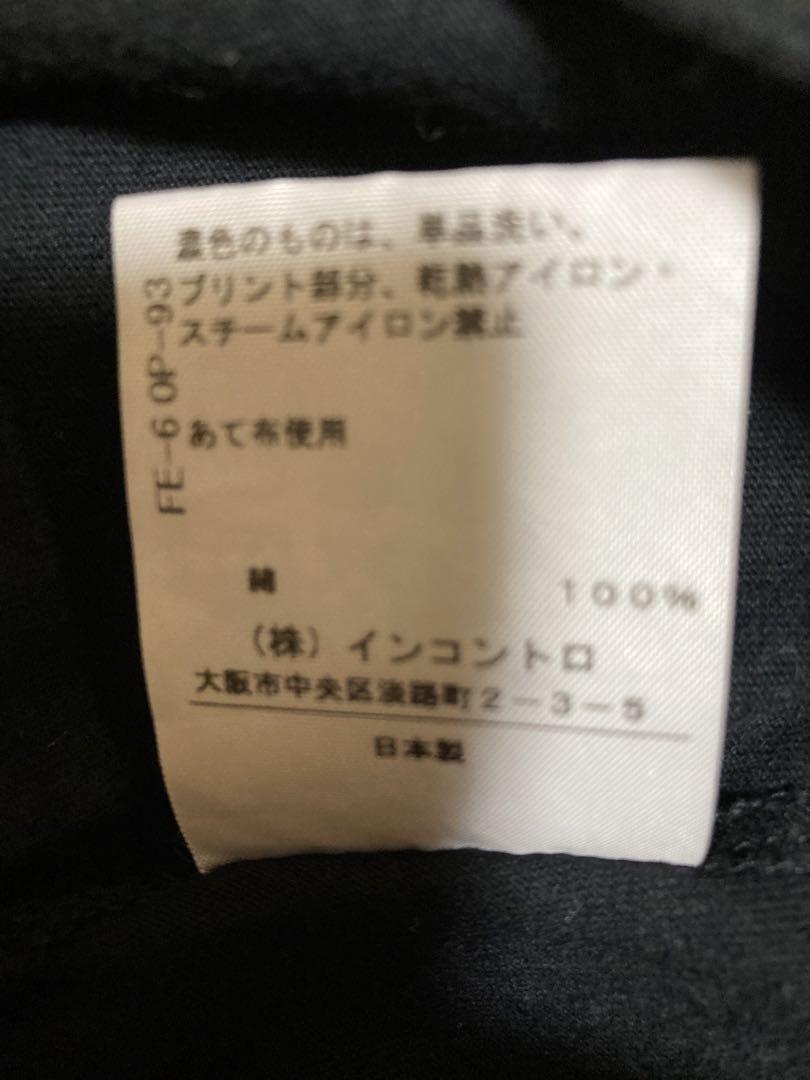 濃色のものは、単品洗い。
プリント部分、乾熱アイロン・
スチームアイロン禁止
あて布使用
FE-6 OP-93
綿 100%
(株)インコントロ
大阪市中央区淡路町2-3-5
日本製